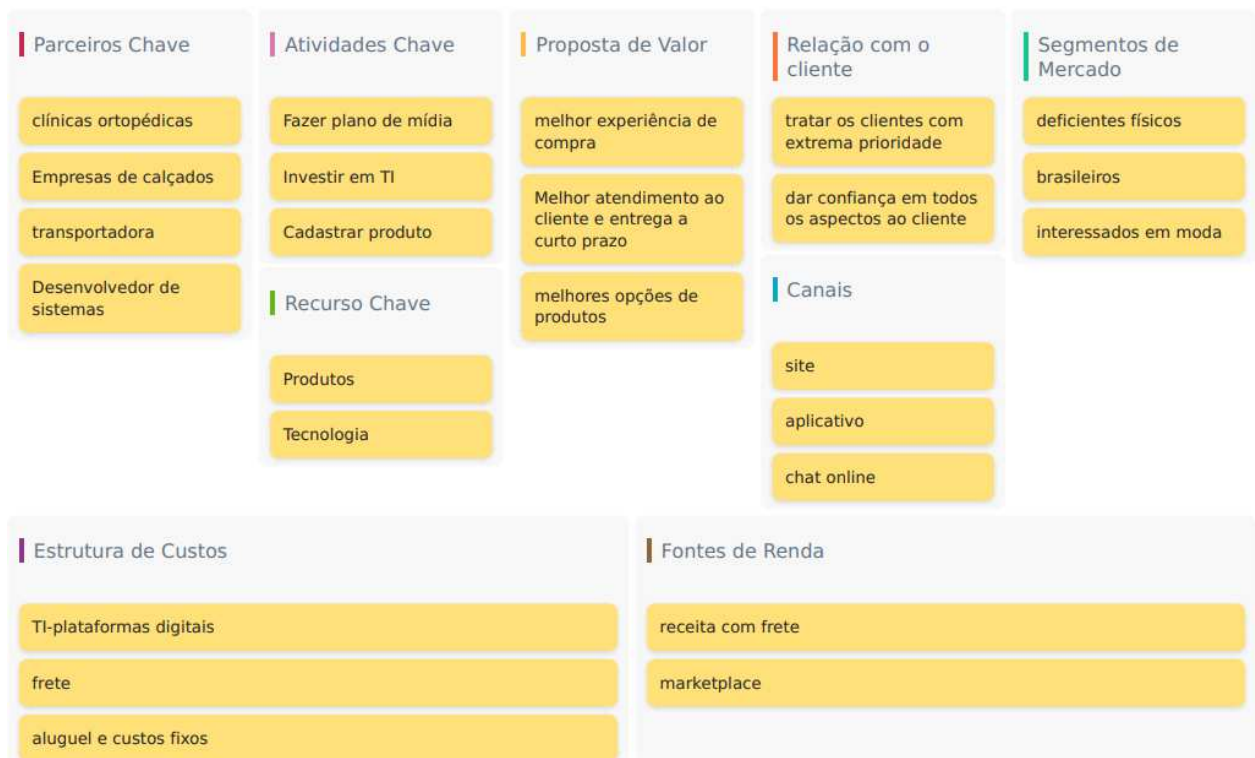 Parceiros Chave
clínicas ortopédicas
Empresas de calçados
transportadora
Desenvolvedor de
sistemas
Atividades Chave
Fazer plano de mídia
Investir em TI
Cadastrar produto
Recurso Chave
Produtos
Tecnologia
Proposta de Valor
melhor experiência de
compra
Melhor atendimento ao
cliente e entrega a
curto prazo
melhores opções de
produtos
Relação com o
cliente
tratar os clientes com
extrema prioridade
dar confiança em todos
os aspectos ao cliente
Canais
site
aplicativo
chat online
Segmentos de
Mercado
deficientes físicos
brasileiros
interessados em moda
Estrutura de Custos
TI-plataformas digitais
frete
aluguel e custos fixos
Fontes de Renda
receita com frete
marketplace